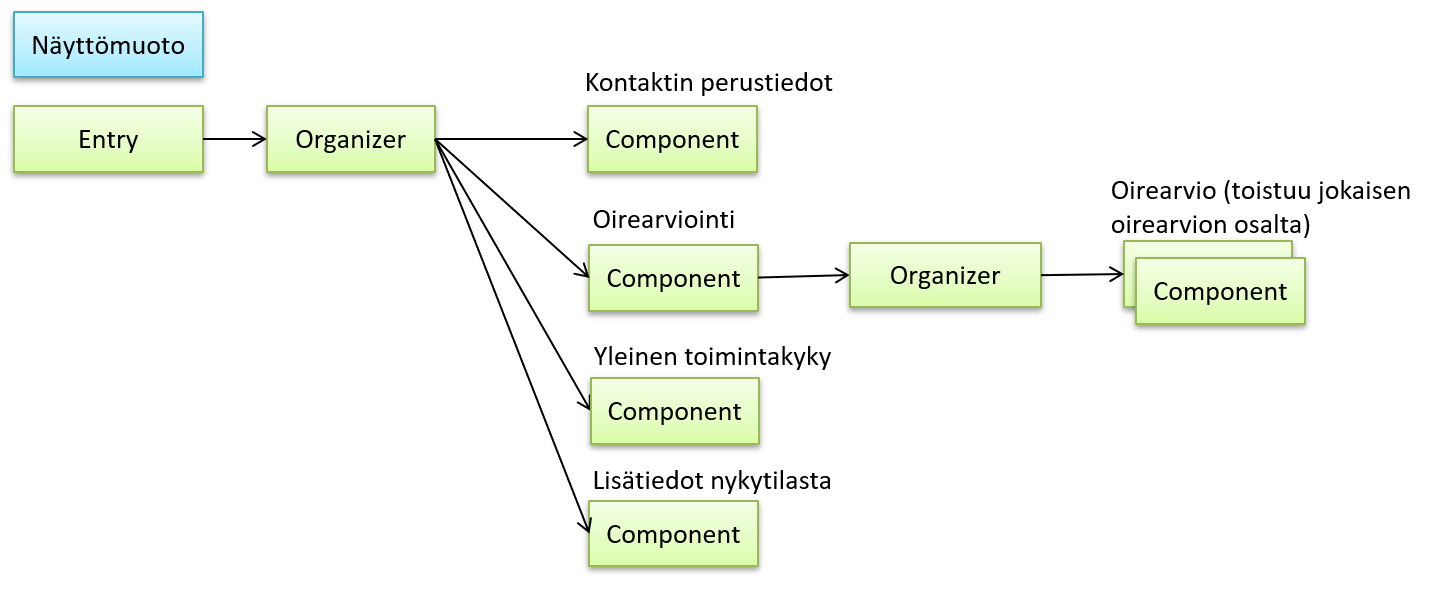 Näyttömuoto
Kontaktin perustiedot
Entry
Organizer
Component
Oirearviointi
Component
Organizer
Oirearvio (toistuu jokaisen
oirearvion osalta)
Component
Yleinen toimintakyky
Component
Lisätiedot nykytilasta
Component